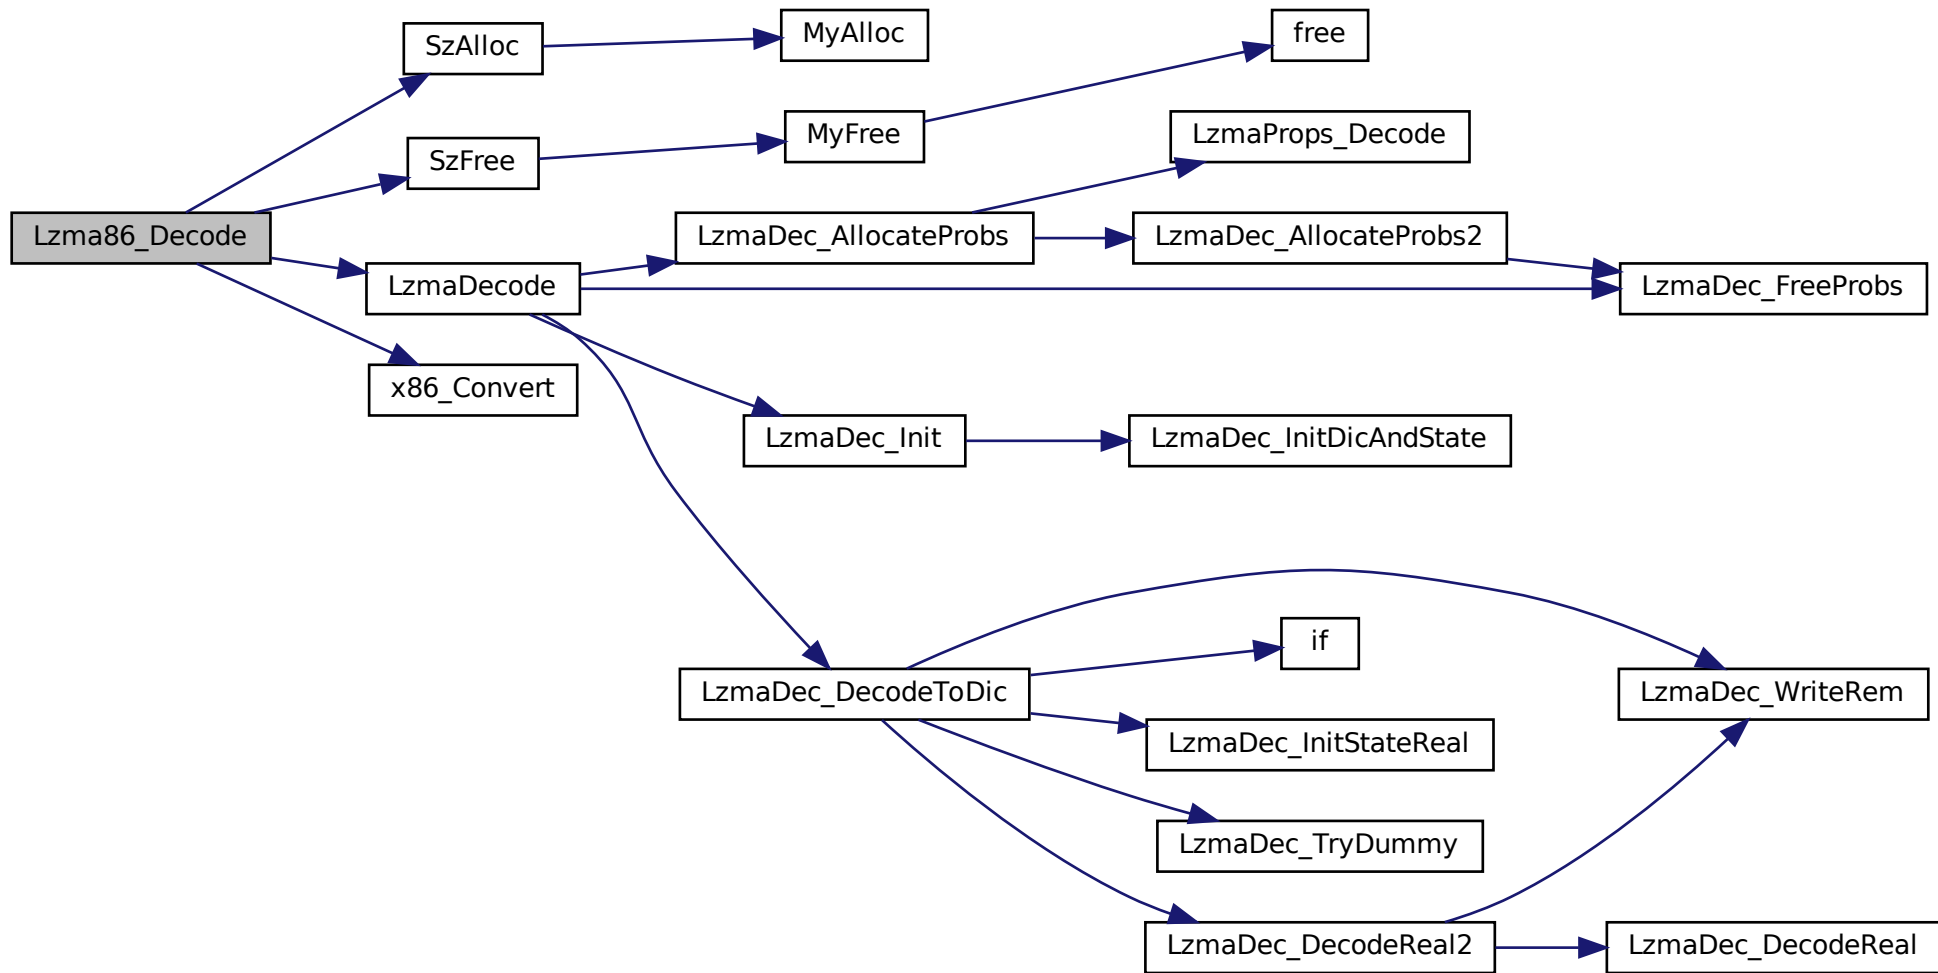 SzAlloc
MyAlloc
free
SzFree
MyFree
LzmaProps_Decode
Lzma86_Decode
LzmaDec_AllocateProbs
LzmaDec_AllocateProbs2
LzmaDecode
LzmaDec_FreeProbs
x86_Convert
LzmaDec_Init
LzmaDec_InitDicAndState
if
LzmaDec_DecodeToDic
LzmaDec_WriteRem
LzmaDec_InitStateReal
LzmaDec_TryDummy
LzmaDec_DecodeReal2
LzmaDec_DecodeReal